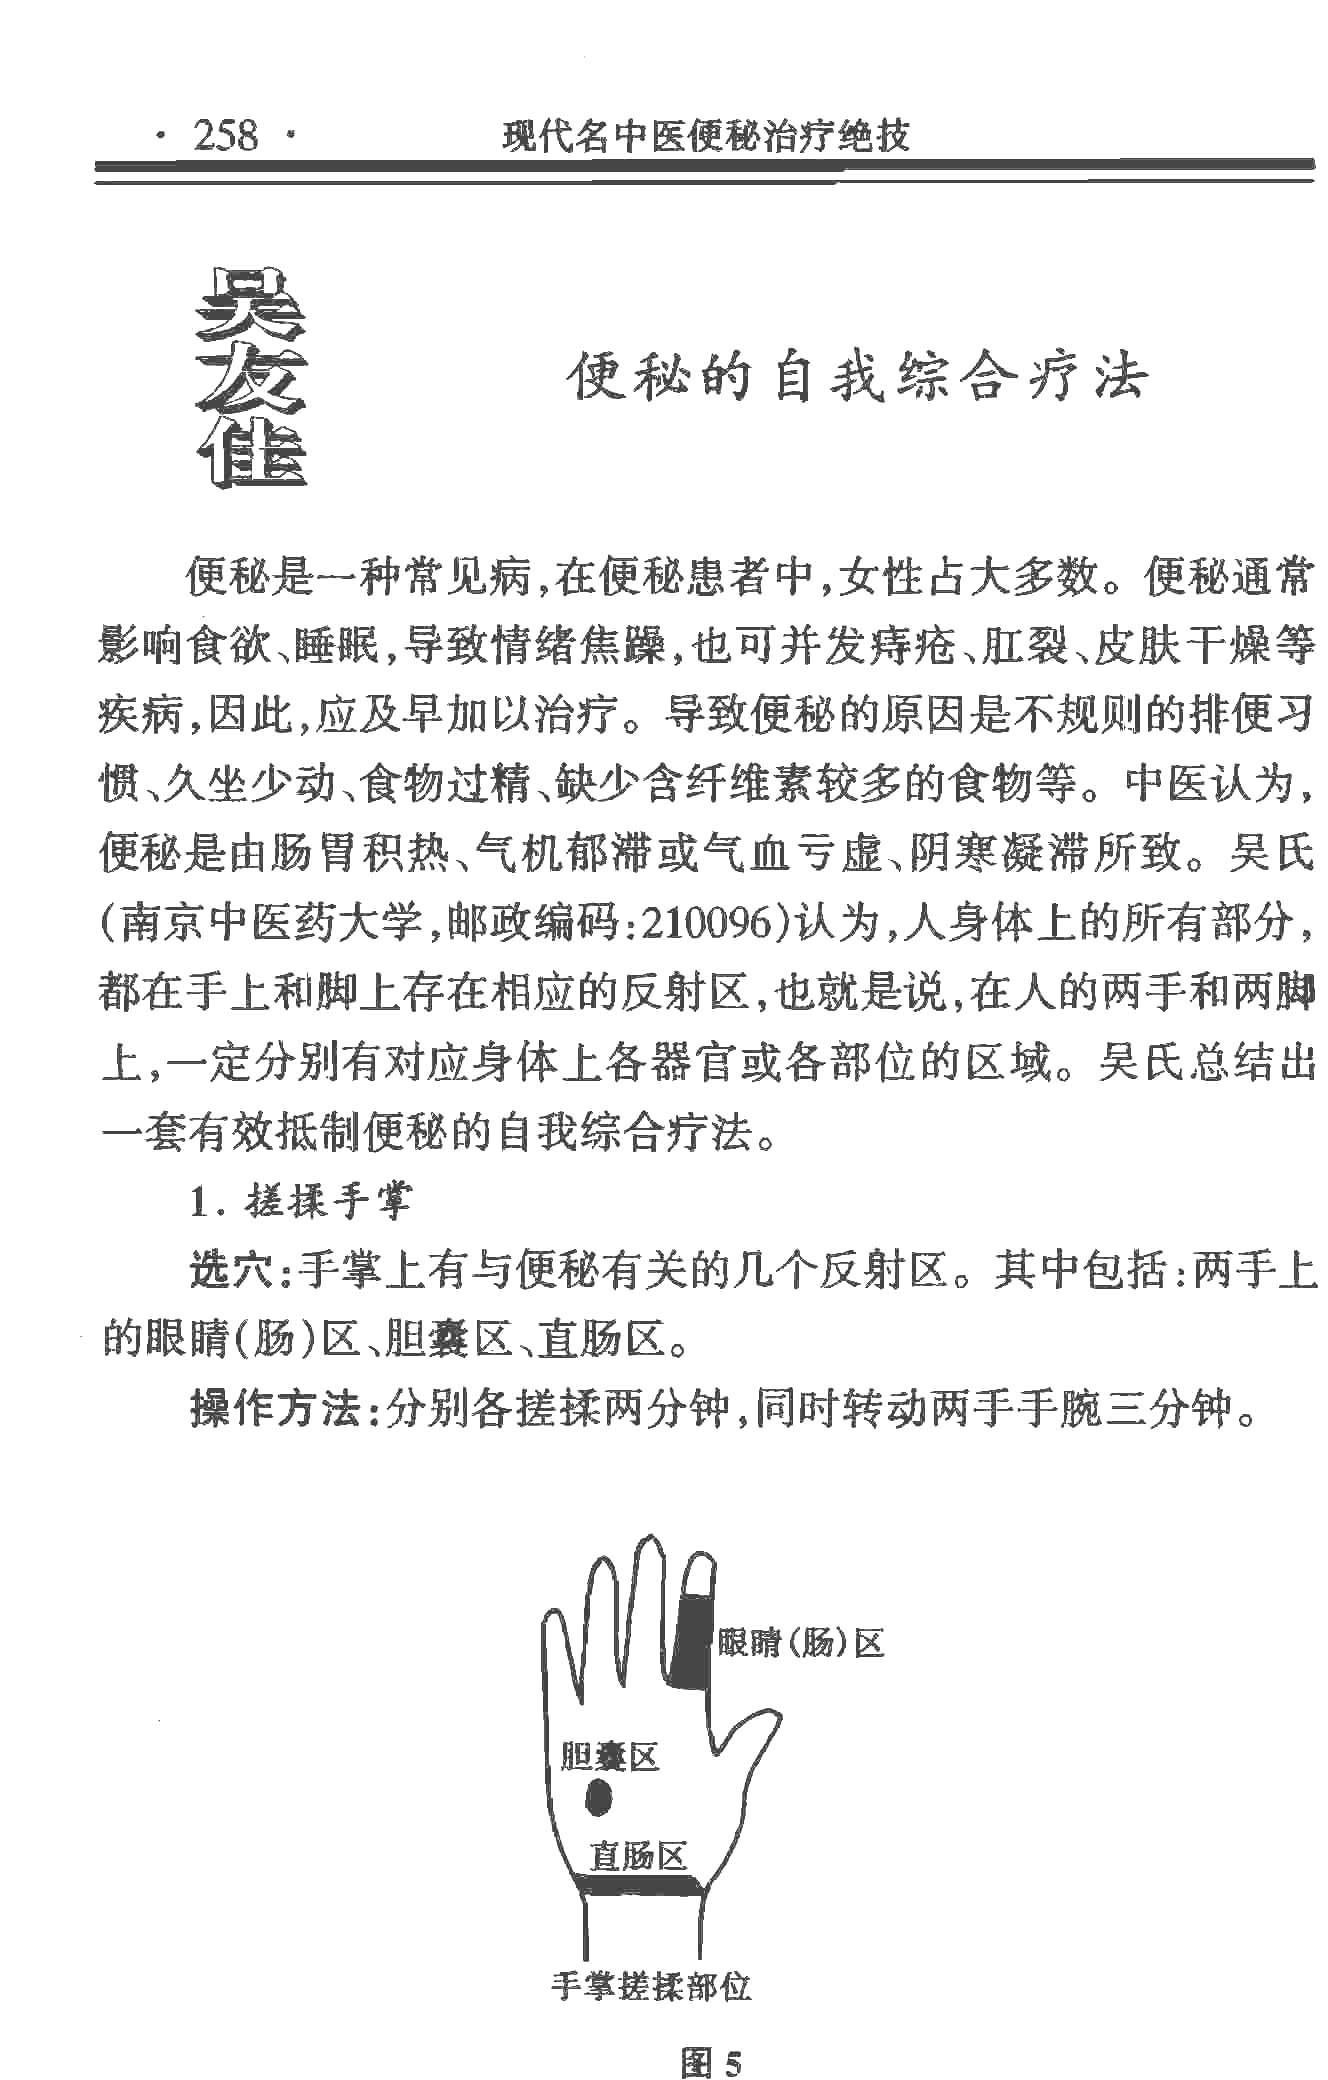 · 258 · 现代名中医便秘治疗绝技
吴友佳
便秘的自我综合疗法
便秘是一种常见病,在便秘患者中,女性占大多数。便秘通常
影响食欲、睡眠,导致情绪焦躁,也可并发痔疮、肛裂、皮肤干燥等
疾病,因此,应及早加以治疗。导致便秘的原因是不规则的排便习
惯、久坐少动、食物过精、缺少含纤维素较多的食物等。中医认为,
便秘是由肠胃积热、气机郁滞或气血亏虚、阴寒凝滞所致。吴氏
(南京中医药大学,邮政编码:210096)认为,人身体上的所有部分,
都在手上和脚上存在相应的反射区,也就是说,在人的两手和两脚
上,一定分别有对应身体上各器官或各部位的区域。吴氏总结出
一套有效抵制便秘的自我综合疗法。
1. 搓揉手掌
选穴:手掌上有与便秘有关的几个反射区。其中包括:两手上
的眼睛(肠)区、胆囊区、直肠区。
操作方法:分别各搓揉两分钟,同时转动两手手腕三分钟。
眼睛(肠)区
胆囊区
直肠区
手掌搓揉部位
图 5